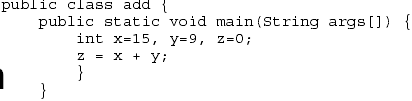 public class add {
    public static void main(String args[]) {
        int x=15, y=9, z=0;
        z = x + y;
        }
    }